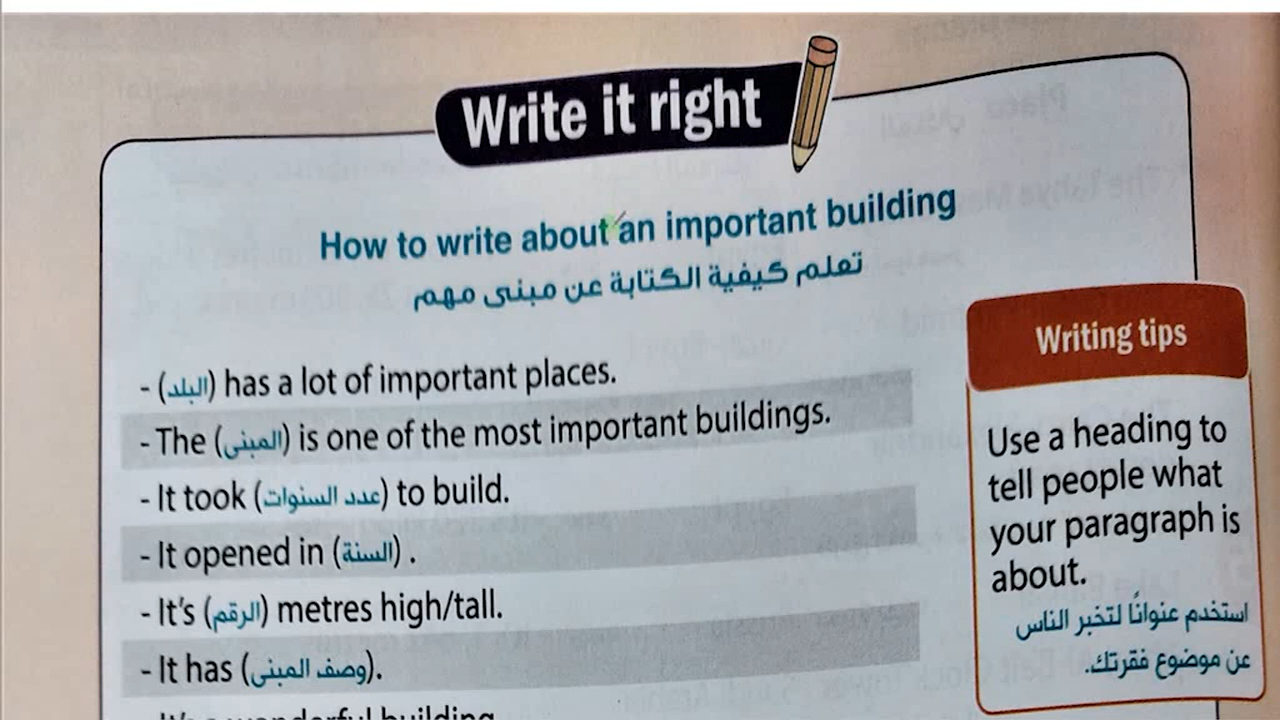 Write it right
How to write about an important building
تعلم كيفية الكتابة عن مبنى مهم
- (البلد) has a lot of important places.
- The (المبنى) is one of the most important buildings.
- It took (عدد السنوات) to build.
- It opened in (السنة) .
- It's (الرقم) metres high/tall.
- It has (وصف المبنى).
wonderful building
Writing tips
Use a heading to
tell people what
your paragraph is
about.
استخدم عنوانًا لتخبر الناس
عن موضوع فقرتك.